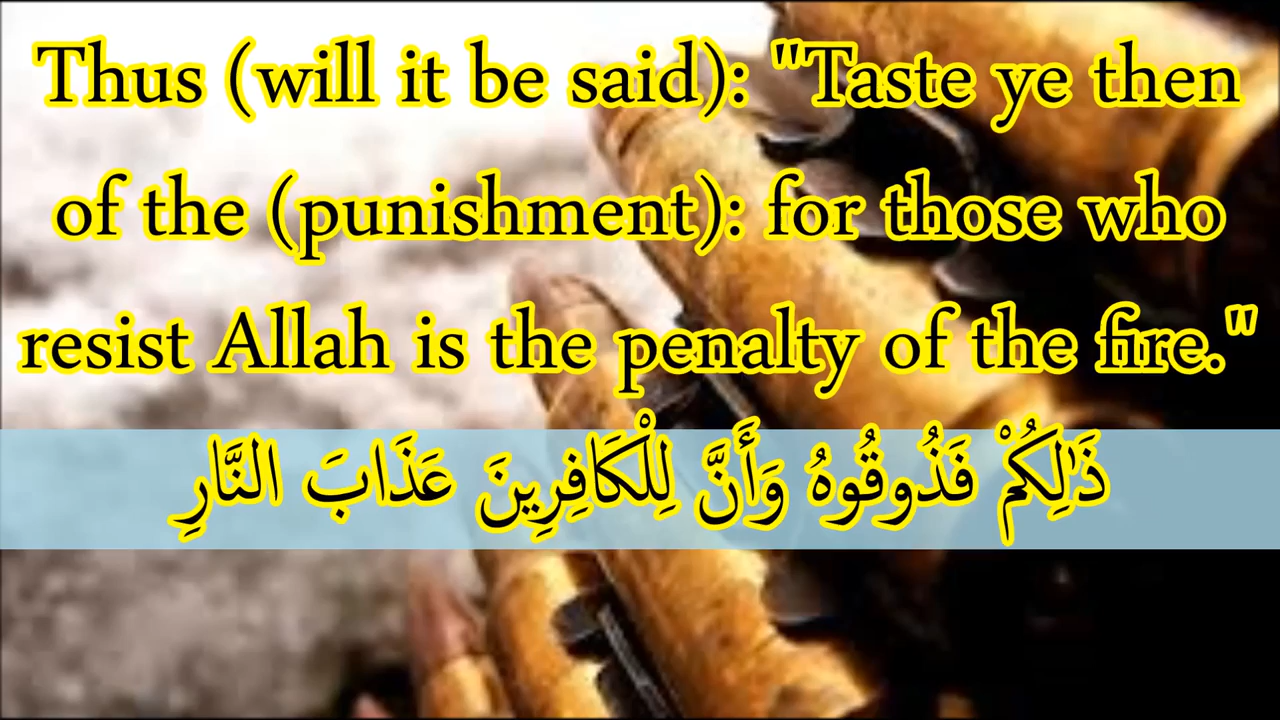 Thus (will it be said): "Taste ye then
of the (punishment): for those who
resist Allah is the penalty of the fire."
ذَٰلِكُمْ فَذُوقُوهُ وَأَنَّ لِلْكَافِرِينَ عَذَابَ النَّارِ